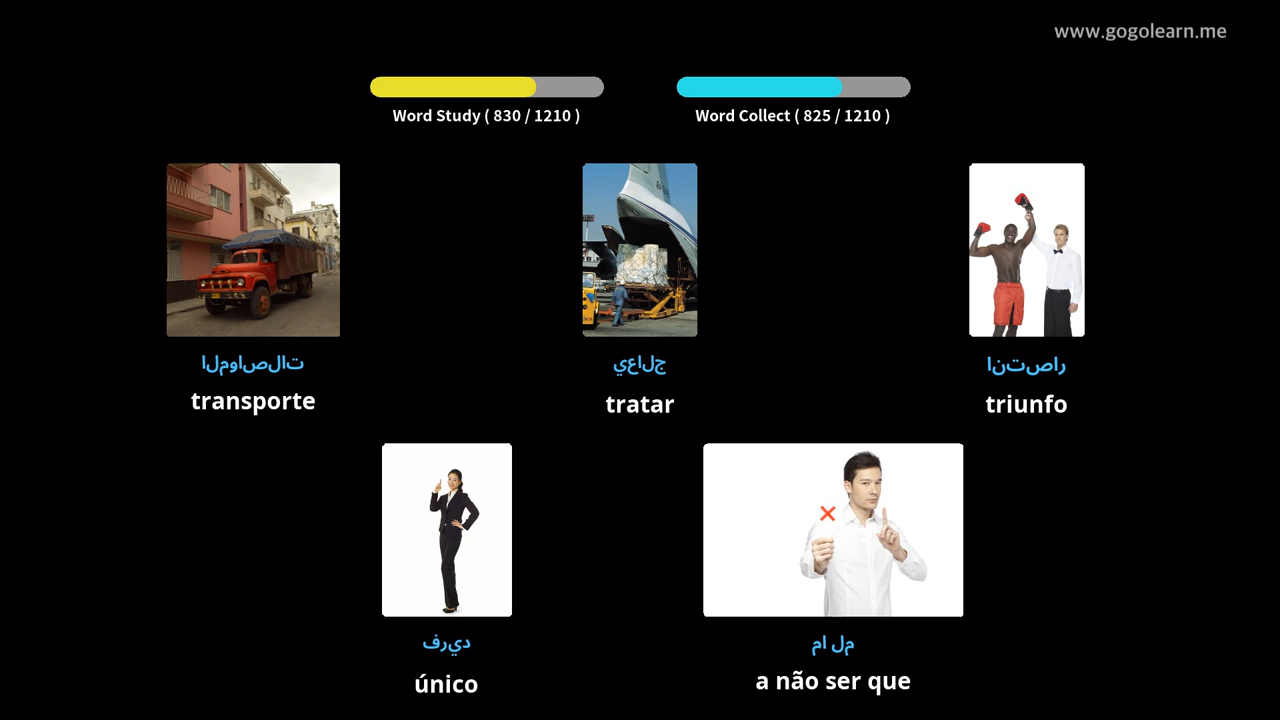 www.gogolearn.me
Word Study ( 830 / 1210 )
Word Collect ( 825 / 1210 )
المواصلات
transporte
يعالج
tratar
انتصار
triunfo
فريد
único
ما لم
a não ser que